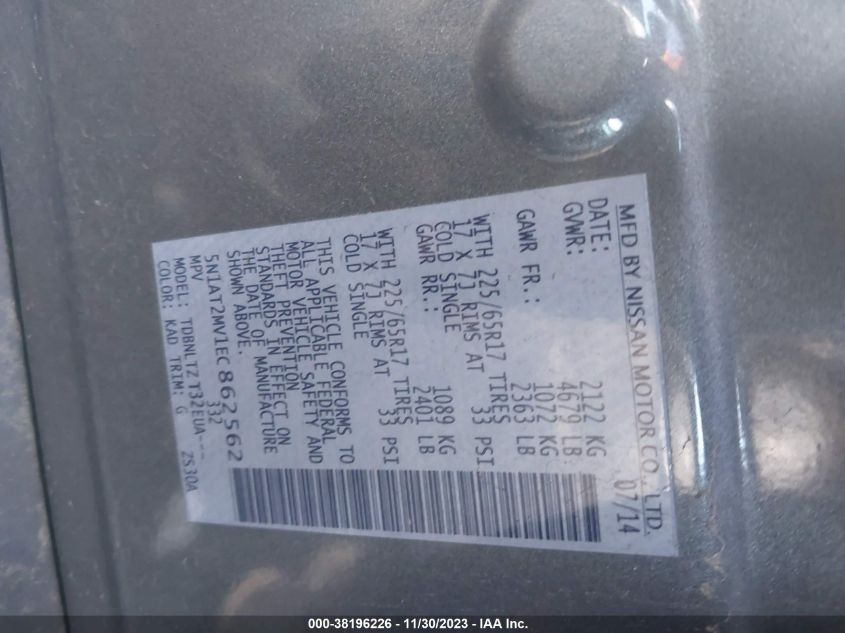 MFD BY NISSAN MOTOR CO., LTD.
DATE: 07/14
GVWR: 2122 KG
4679 LB
GAWR FR.: 1072 KG
2363 LB
WITH 225/65R17 TIRES
17 X 7J RIMS AT 33 PSI
COLD SINGLE
GAWR RR.: 1089 KG
2401 LB
WITH 225/65R17 TIRES
17 X 7J RIMS AT 33 PSI
COLD SINGLE
THIS VEHICLE CONFORMS TO
ALL APPLICABLE FEDERAL
MOTOR VEHICLE SAFETY AND
THEFT PREVENTION
STANDARDS IN EFFECT ON
THE DATE OF MANUFACTURE
SHOWN ABOVE.
5N1AT2MV1EC862562
MPV 332
MODEL: TDBNLTZ T32EUA---
COLOR: KAD TRIM: G ZS30A
000-38196226 - 11/30/2023 - IAA Inc.